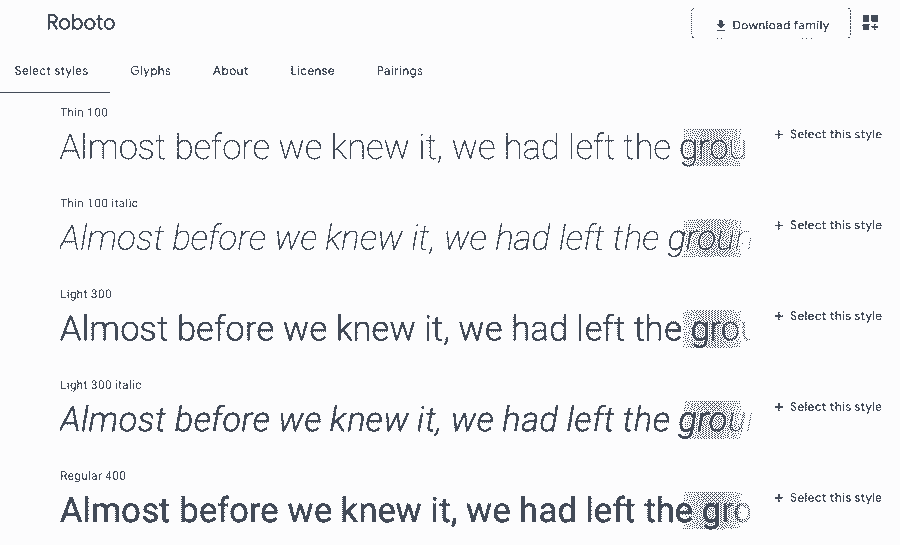 Roboto
Download family
Select styles Glyphs About License Pairings
Thin 100
Almost before we knew it, we had left the grou
+ Select this style
Thin 100 italic
Almost before we knew it, we had left the groun
+ Select this style
Light 300
Almost before we knew it, we had left the grou
+ Select this style
Light 300 italic
Almost before we knew it, we had left the grou
+ Select this style
Regular 400
Almost before we knew it, we had left the gro
+ Select this style